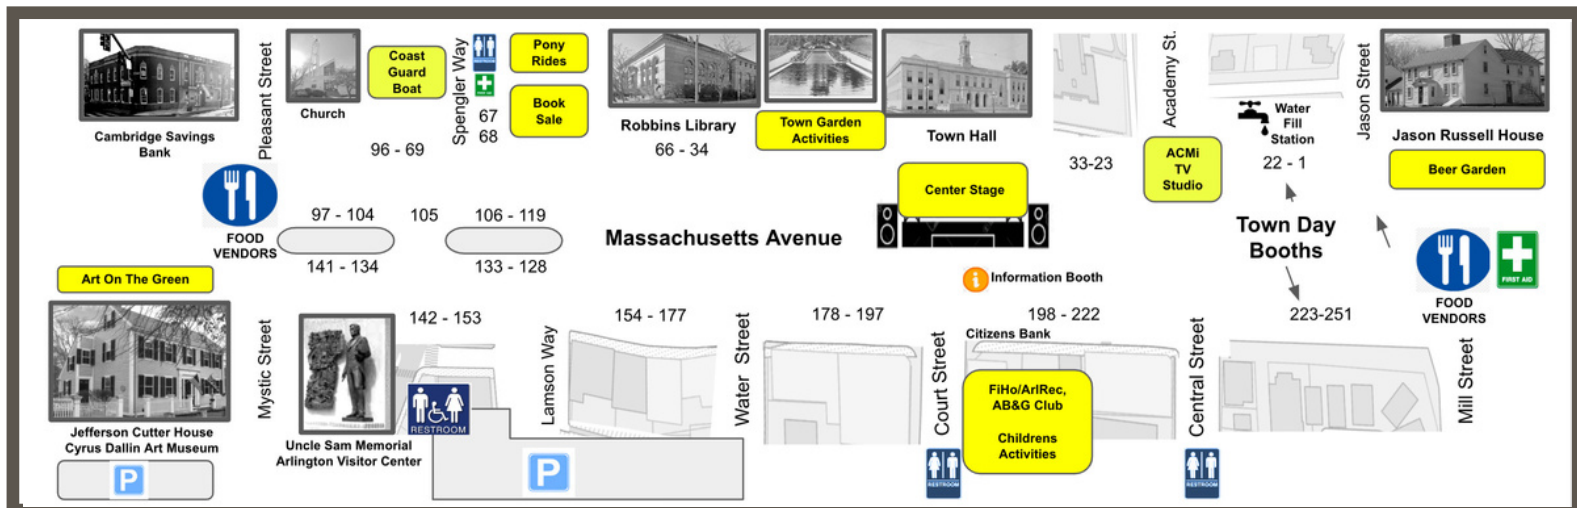 Cambridge Savings
Bank
Pleasant Street
Church
Coast
Guard
Boat
96 - 69
Spengler Way
RESTROOM
FIRST AID
67
68
Pony
Rides
Book
Sale
Robbins Library
66 - 34
Town Garden
Activities
Town Hall
Center Stage
33-23
Academy St.
ACMi
TV
Studio
Water
Fill
Station
22 - 1
Jason Street
Jason Russell House
Beer Garden
FOOD
VENDORS
97 - 104
105
106 - 119
141 - 134
133 - 128
Massachusetts Avenue
Town Day
Booths
i Information Booth
FIRST AID
FOOD
VENDORS
Art On The Green
Jefferson Cutter House
Cyrus Dallin Art Museum
P
Mystic Street
142 - 153
Uncle Sam Memorial
Arlington Visitor Center
RESTROOM
P
Lamson Way
154 - 177
Water Street
178 - 197
Court Street
RESTROOM
198 - 222
Citizens Bank
FiHo/ArlRec,
AB&G Club
Childrens
Activities
Central Street
RESTROOM
223-251
Mill Street